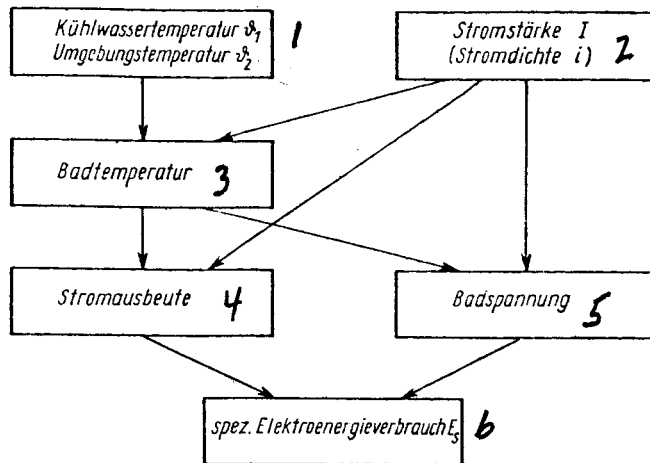 Kühlwassertemperatur ϑ₁ 1
Umgebungstemperatur ϑ₂
Stromstärke I
(Stromdichte i) 2
Badtemperatur 3
Stromausbeute 4
Badspannung 5
spez. Elektroenergieverbrauch Eₛ 6